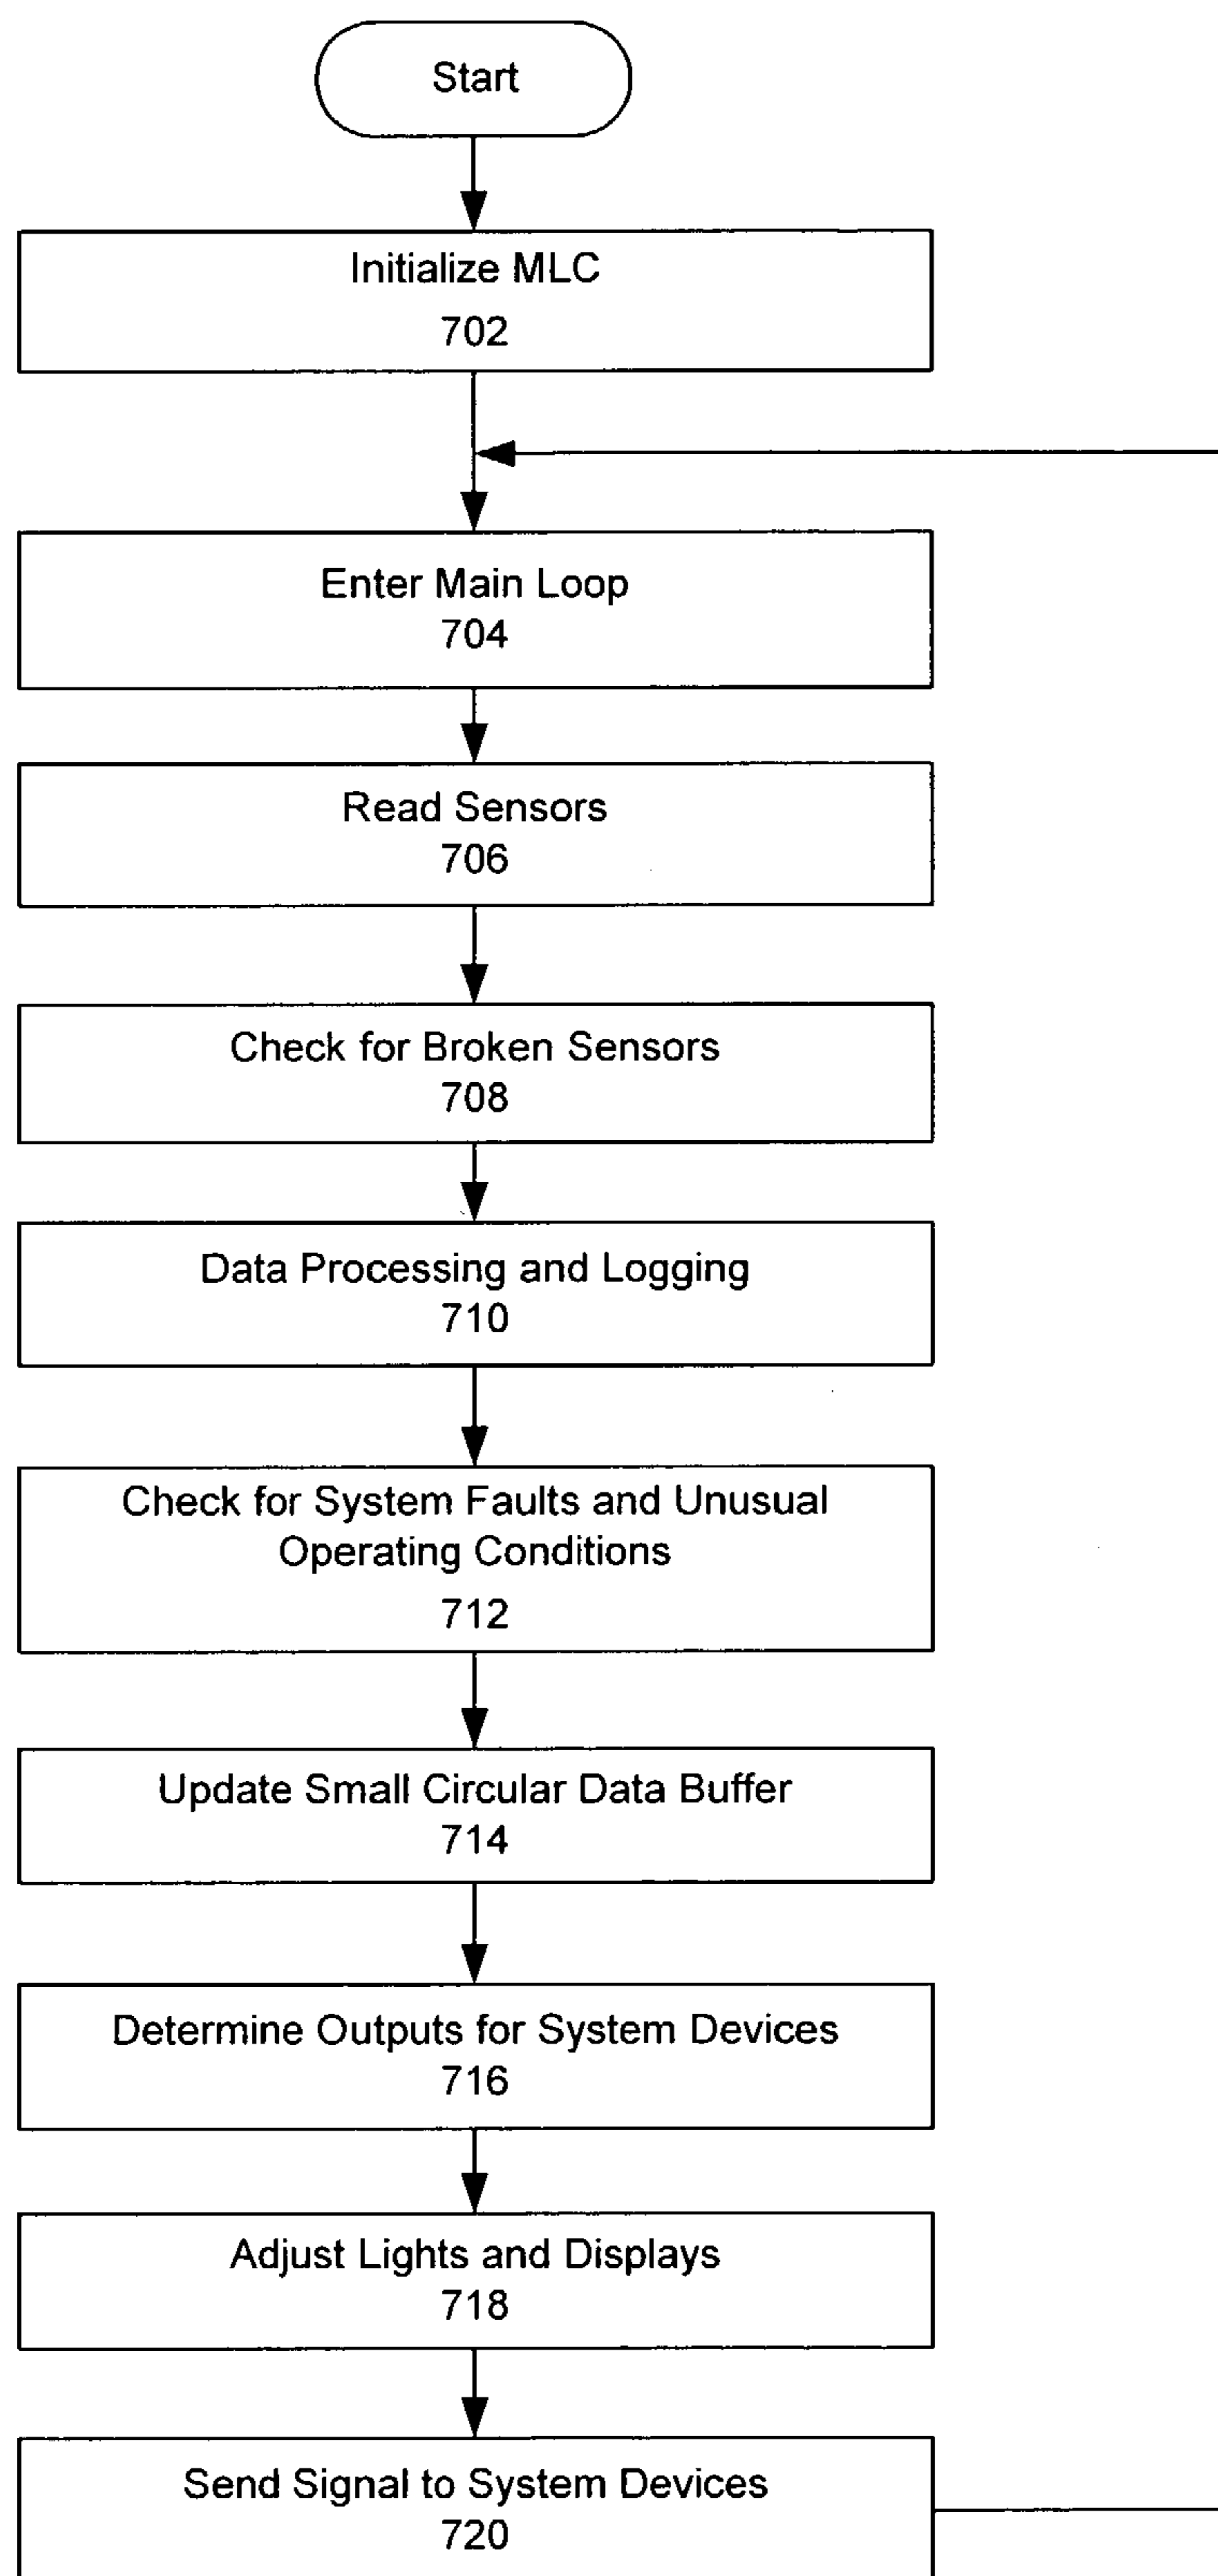 Start
Initialize MLC
702
Enter Main Loop
704
Read Sensors
706
Check for Broken Sensors
708
Data Processing and Logging
710
Check for System Faults and Unusual
Operating Conditions
712
Update Small Circular Data Buffer
714
Determine Outputs for System Devices
716
Adjust Lights and Displays
718
Send Signal to System Devices
720